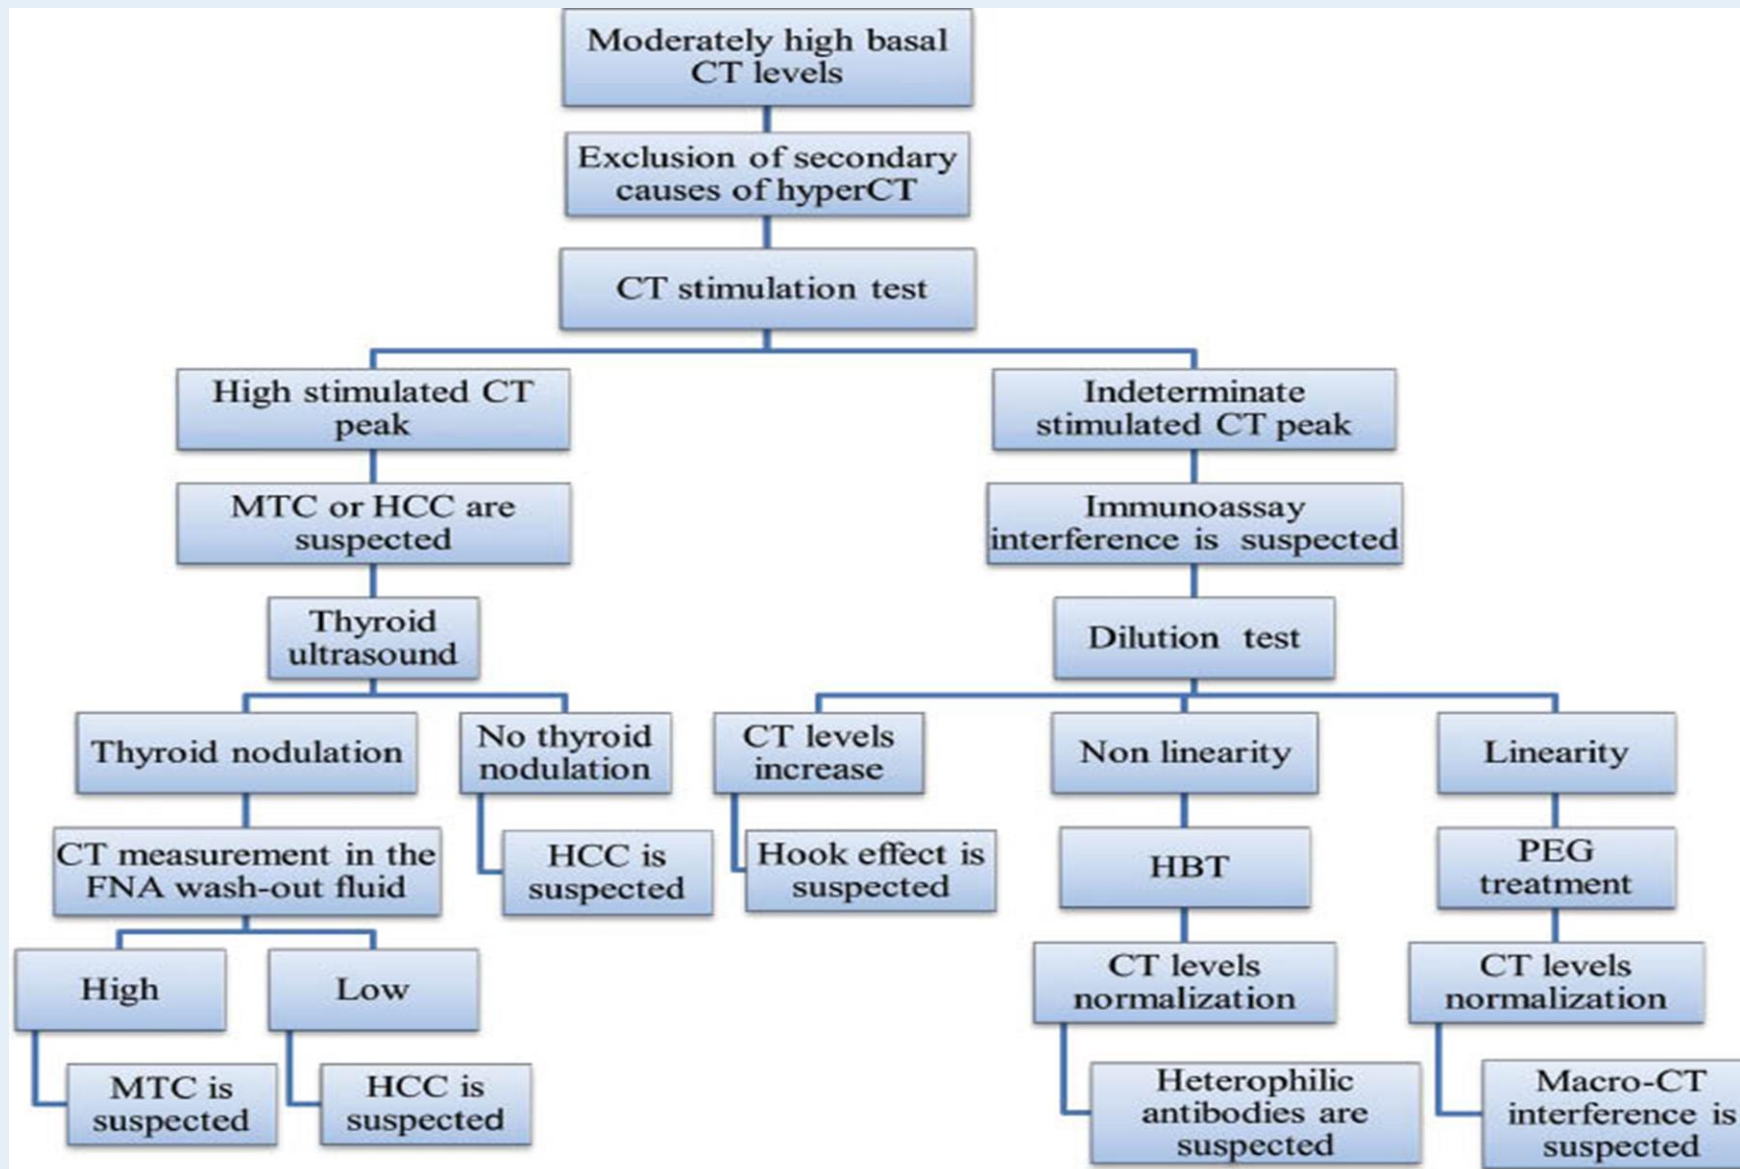 Moderately high basal
CT levels
Exclusion of secondary
causes of hyperCT
CT stimulation test
High stimulated CT
peak
Indeterminate
stimulated CT peak
MTC or HCC are
suspected
Immunoassay
interference is suspected
Thyroid
ultrasound
Dilution test
Thyroid nodulation
No thyroid
nodulation
CT levels
increase
Non linearity
Linearity
CT measurement in the
FNA wash-out fluid
HCC is
suspected
Hook effect is
suspected
HBT
PEG
treatment
High
Low
CT levels
normalization
CT levels
normalization
MTC is
suspected
HCC is
suspected
Heterophilic
antibodies are
suspected
Macro-CT
interference is
suspected